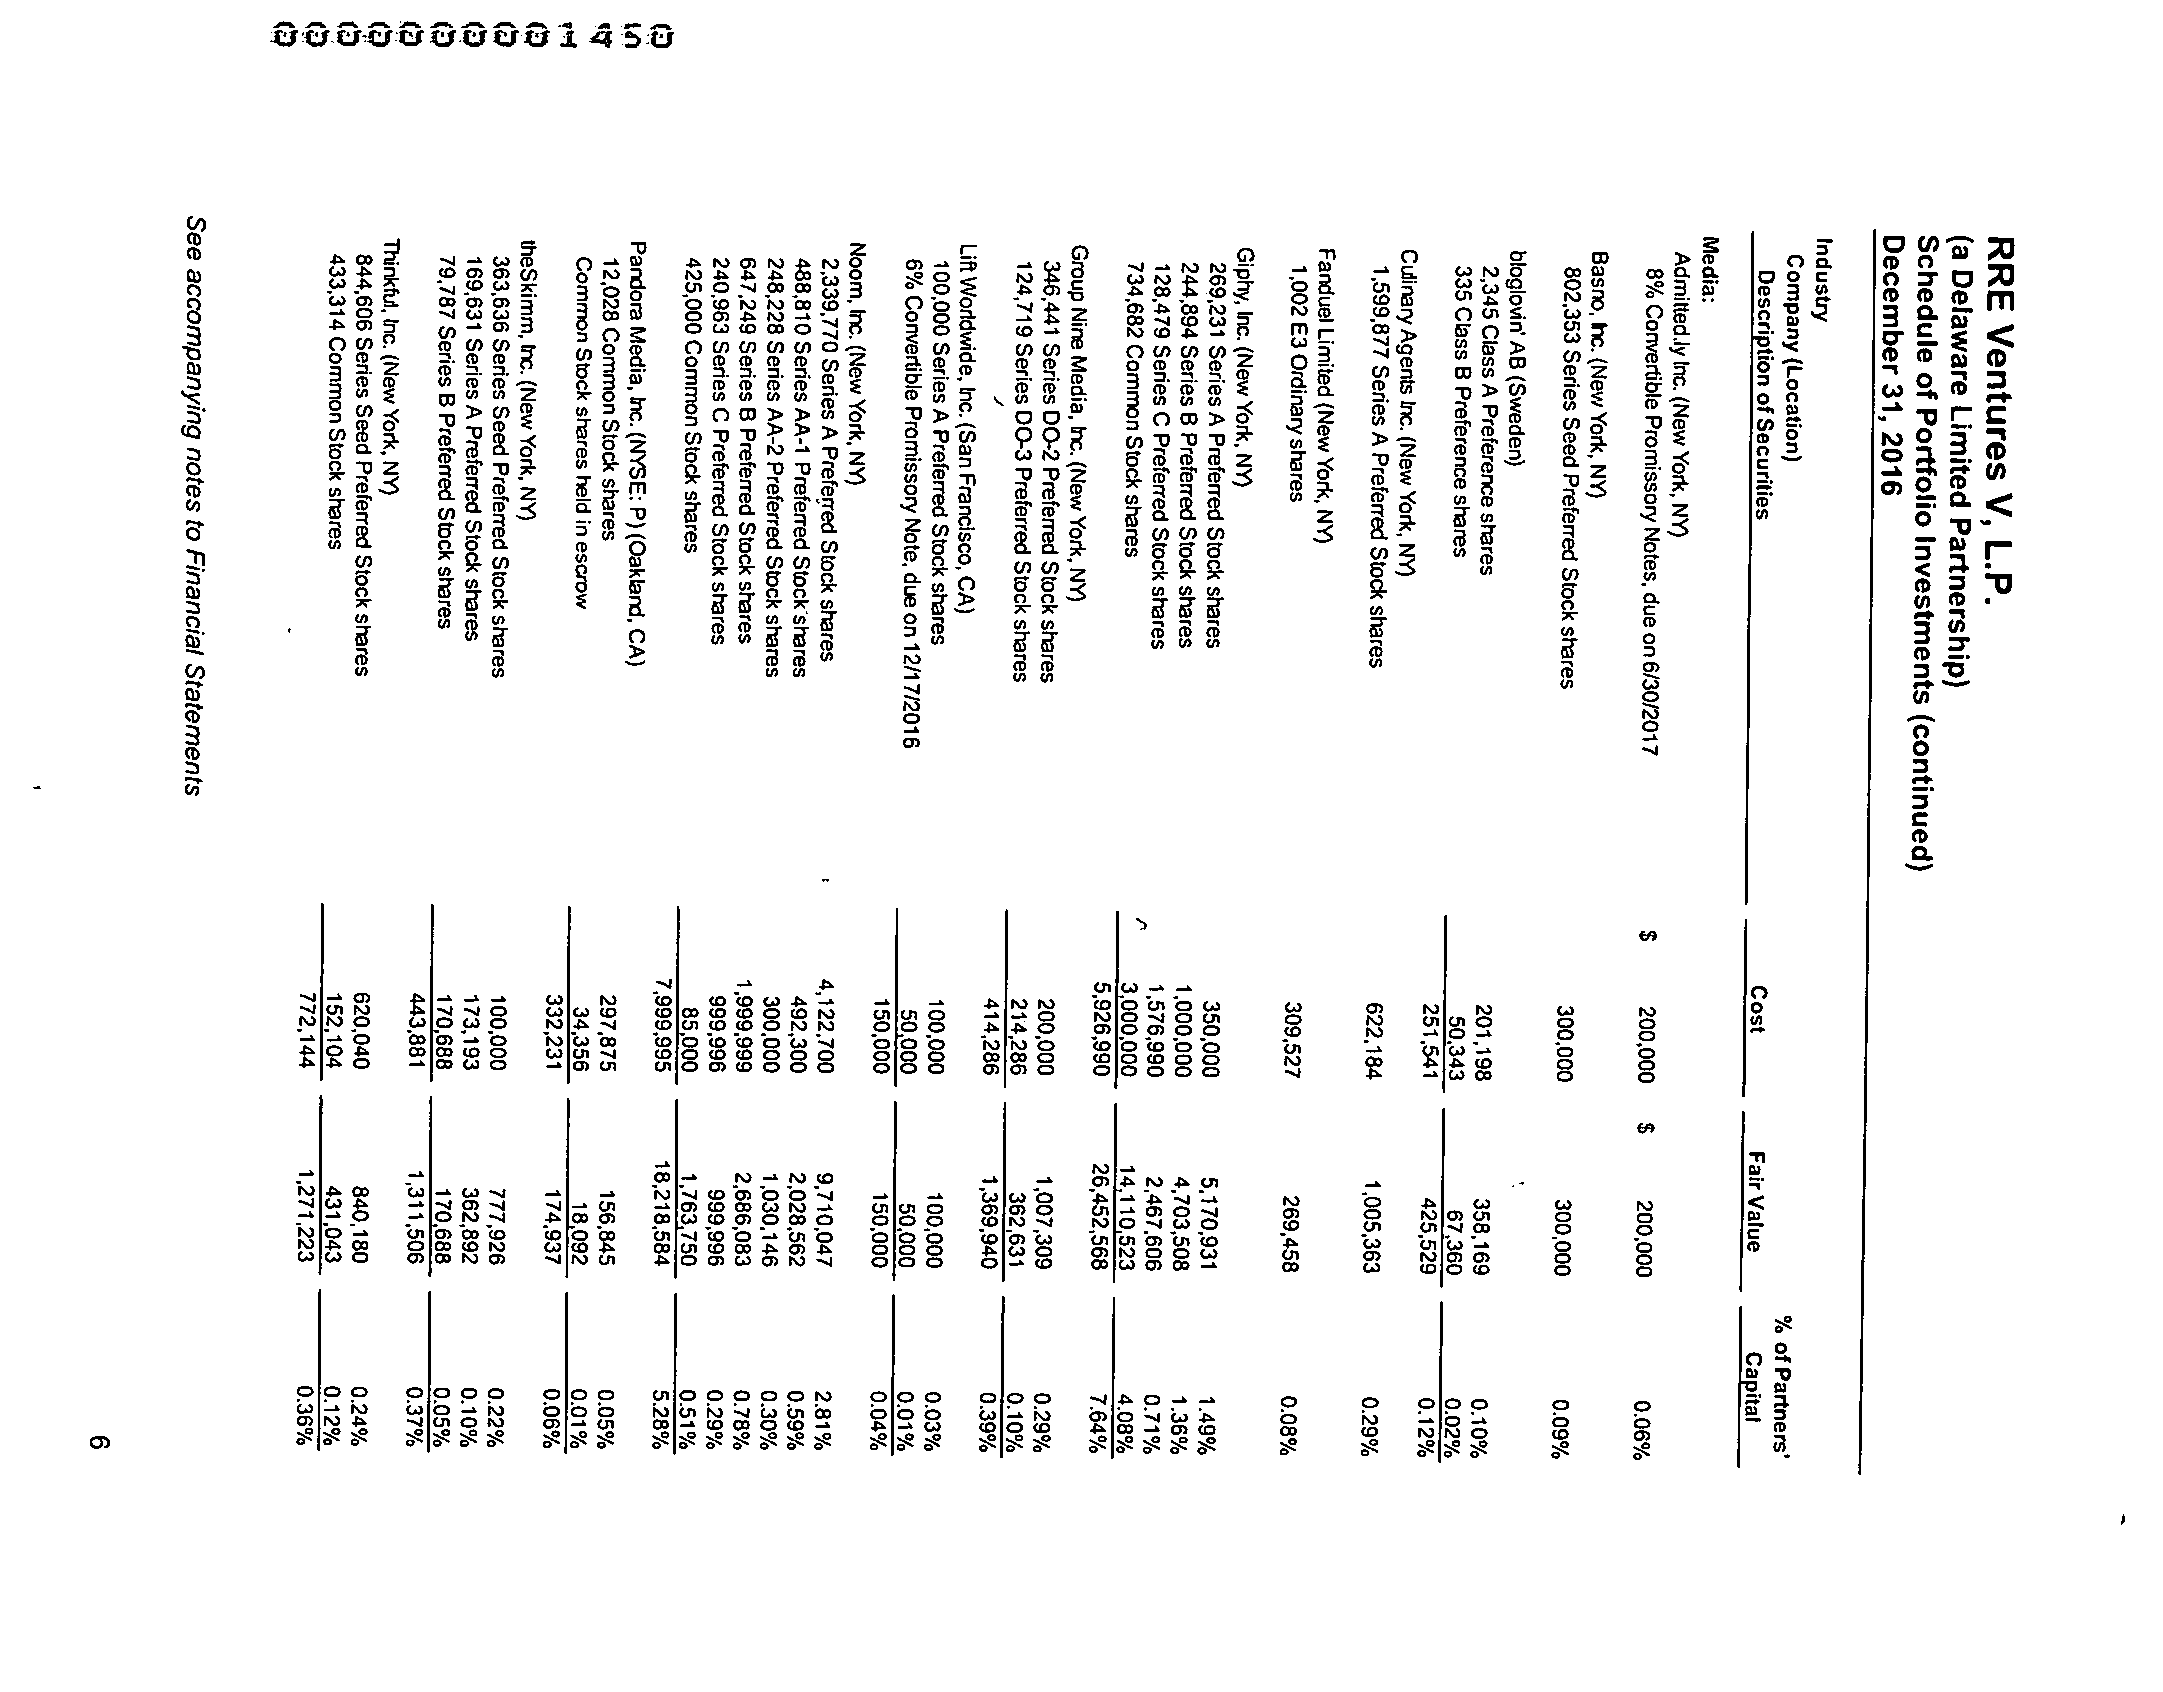 RRE Ventures V, L.P.
(a Delaware Limited Partnership)
Schedule of Portfolio Investments (continued)
December 31, 2016
Industry
Company (Location) % of Partners'
Description of Securities Cost Fair Value Capital
Media:
Admitted.ly Inc. (New York, NY)
8% Convertible Promissory Notes, due on 6/30/2017 $ 200,000 $ 200,000 0.06%
Basno, Inc. (New York, NY)
802,353 Series Seed Preferred Stock shares 300,000 300,000 0.09%
bloglovin' AB (Sweden)
2,345 Class A Preference shares 201,198 358,169 0.10%
335 Class B Preference shares 50,343 67,360 0.02%
251,541 425,529 0.12%
Culinary Agents Inc. (New York, NY)
1,599,877 Series A Preferred Stock shares 622,184 1,005,363 0.29%
Fanduel Limited (New York, NY)
1,002 E3 Ordinary shares 309,527 269,458 0.08%
Giphy, Inc. (New York, NY)
269,231 Series A Preferred Stock shares 350,000 5,170,931 1.49%
244,894 Series B Preferred Stock shares 1,000,000 4,703,508 1.36%
128,479 Series C Preferred Stock shares 1,576,990 2,467,606 0.71%
734,682 Common Stock shares 3,000,000 14,110,523 4.08%
5,926,990 26,452,568 7.64%
Group Nine Media, Inc. (New York, NY)
346,441 Series DO-2 Preferred Stock shares 200,000 1,007,309 0.29%
124,719 Series DO-3 Preferred Stock shares 214,286 362,631 0.10%
414,286 1,369,940 0.39%
Lift Worldwide, Inc. (San Francisco, CA)
100,000 Series A Preferred Stock shares 100,000 100,000 0.03%
6% Convertible Promissory Note, due on 12/17/2016 50,000 50,000 0.01%
150,000 150,000 0.04%
Noom, Inc. (New York, NY)
2,339,770 Series A Preferred Stock shares 4,122,700 9,710,047 2.81%
488,810 Series AA-1 Preferred Stock shares 492,300 2,028,562 0.59%
248,228 Series AA-2 Preferred Stock shares 300,000 1,030,146 0.30%
647,249 Series B Preferred Stock shares 1,999,999 2,686,083 0.78%
240,963 Series C Preferred Stock shares 999,996 999,996 0.29%
425,000 Common Stock shares 85,000 1,763,750 0.51%
7,999,995 18,218,584 5.28%
Pandora Media, Inc. (NYSE: P) (Oakland, CA)
12,028 Common Stock shares 297,875 156,845 0.05%
Common Stock shares held in escrow 34,356 18,092 0.01%
332,231 174,937 0.06%
theSkimm, Inc. (New York, NY)
363,636 Series Seed Preferred Stock shares 100,000 777,926 0.22%
169,631 Series A Preferred Stock shares 173,193 362,892 0.10%
79,787 Series B Preferred Stock shares 170,688 170,688 0.05%
443,881 1,311,506 0.37%
Thinkful, Inc. (New York, NY)
844,606 Series Seed Preferred Stock shares 620,040 840,180 0.24%
433,314 Common Stock shares 152,104 431,043 0.12%
772,144 1,271,223 0.36%
See accompanying notes to Financial Statements
6
0000000001450